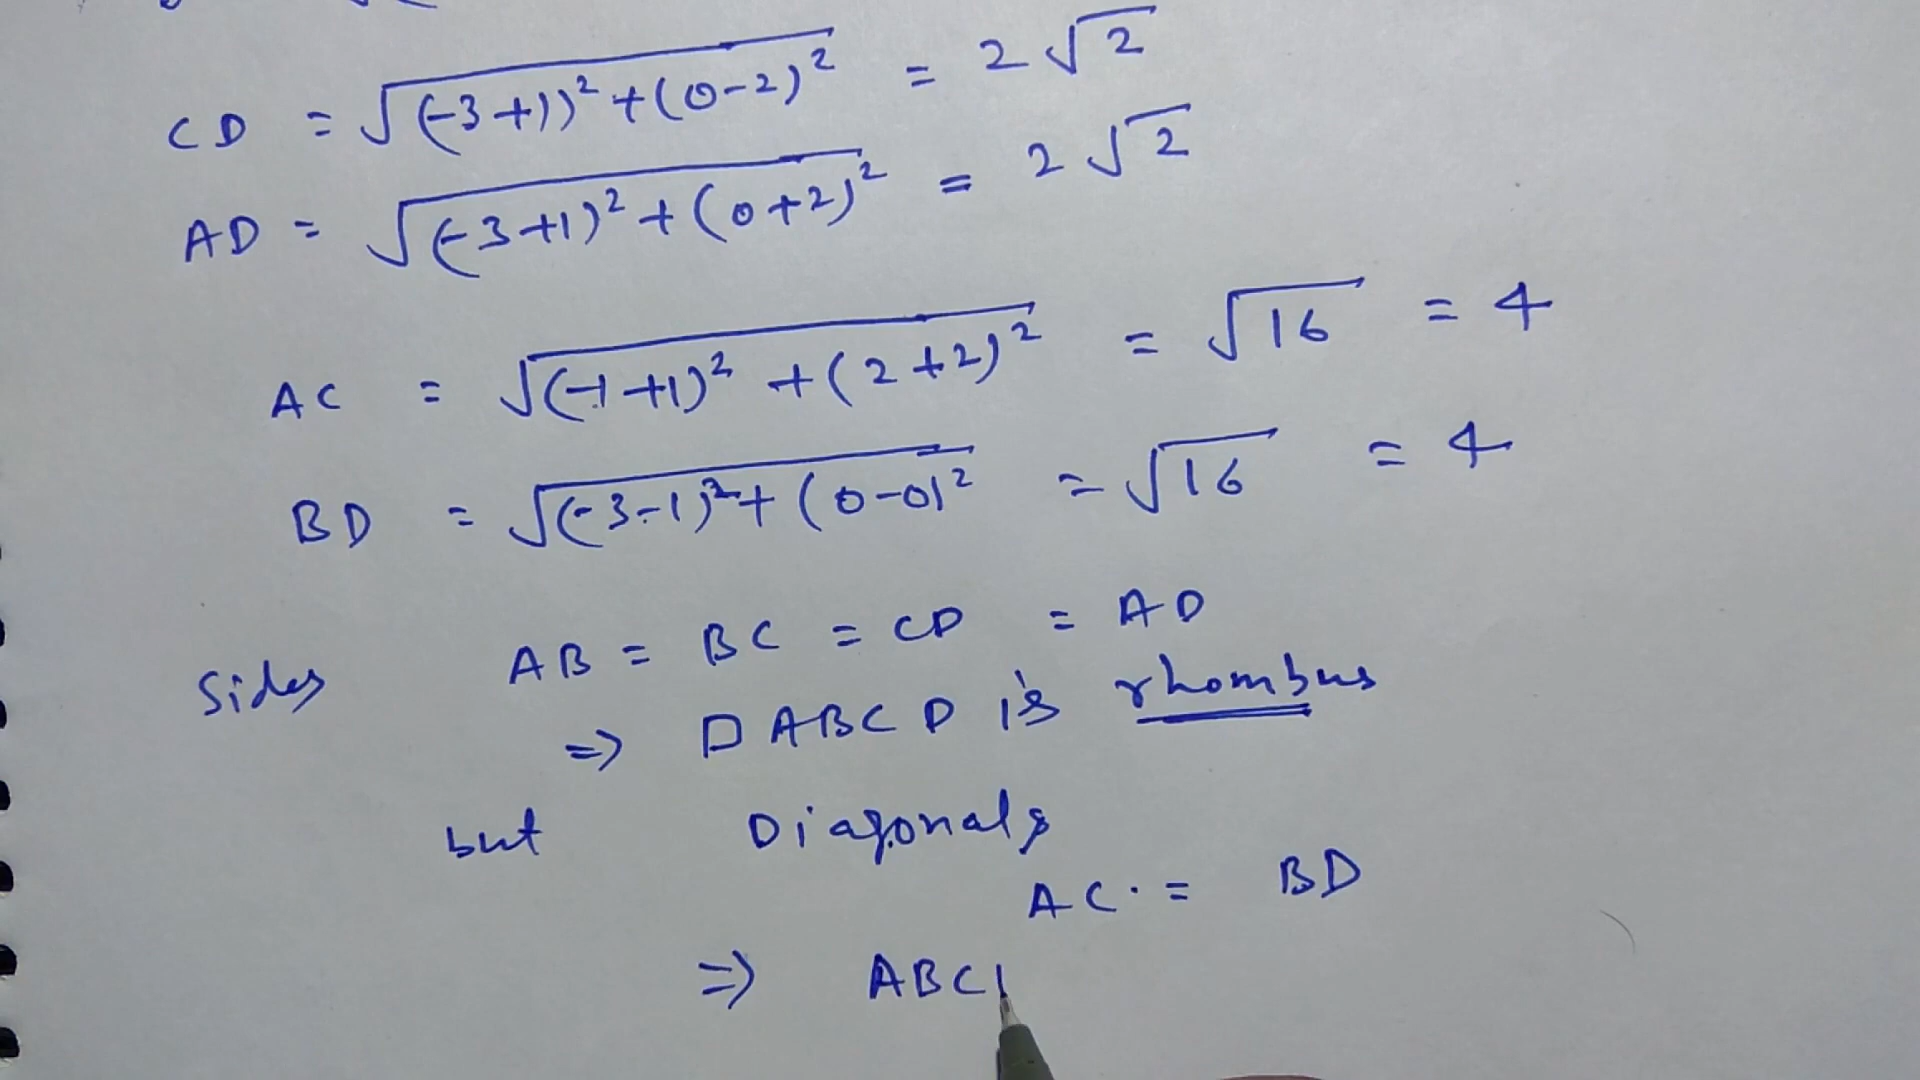 CD = √(-3+1))² + (0-2)² = 2√2
AD = √(-3+1)² + (0+2)² = 2√2
AC = √(-1+1)² + (2+2)² = √16 = 4
BD = √(-3-1)² + (0-0)² = √16 = 4
Sides AB = BC = CD = AD
=> □ ABCD is rhombus
but Diagonals
AC. = BD
=> ABC